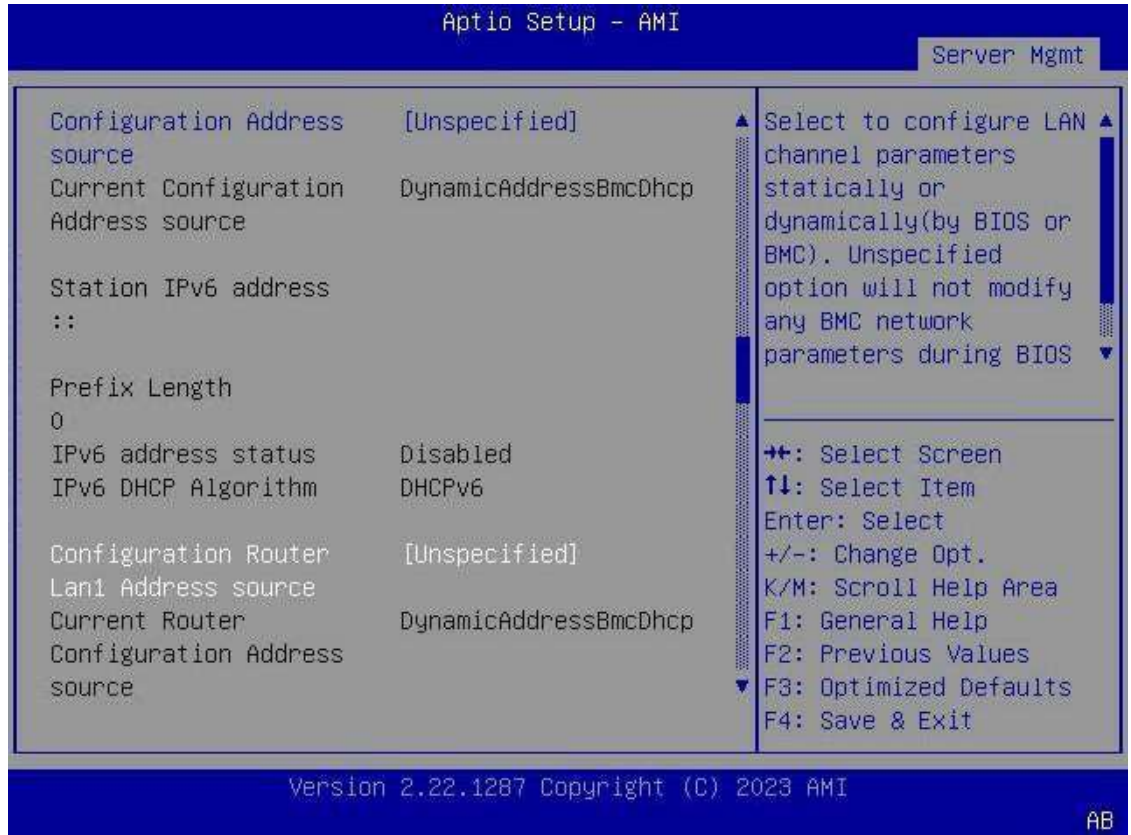 Aptio Setup – AMI
Server Mgmt
Configuration Address [Unspecified]
source
Current Configuration DynamicAddressBmcDhcp
Address source
Station IPv6 address
::
Prefix Length
0
IPv6 address status Disabled
IPv6 DHCP Algorithm DHCPv6
Configuration Router [Unspecified]
Lan1 Address source
Current Router DynamicAddressBmcDhcp
Configuration Address
source
Select to configure LAN
channel parameters
statically or
dynamically(by BIOS or
BMC). Unspecified
option will not modify
any BMC network
parameters during BIOS
→←: Select Screen
↑↓: Select Item
Enter: Select
+/-: Change Opt.
K/M: Scroll Help Area
F1: General Help
F2: Previous Values
F3: Optimized Defaults
F4: Save & Exit
Version 2.22.1287 Copyright (C) 2023 AMI
AB